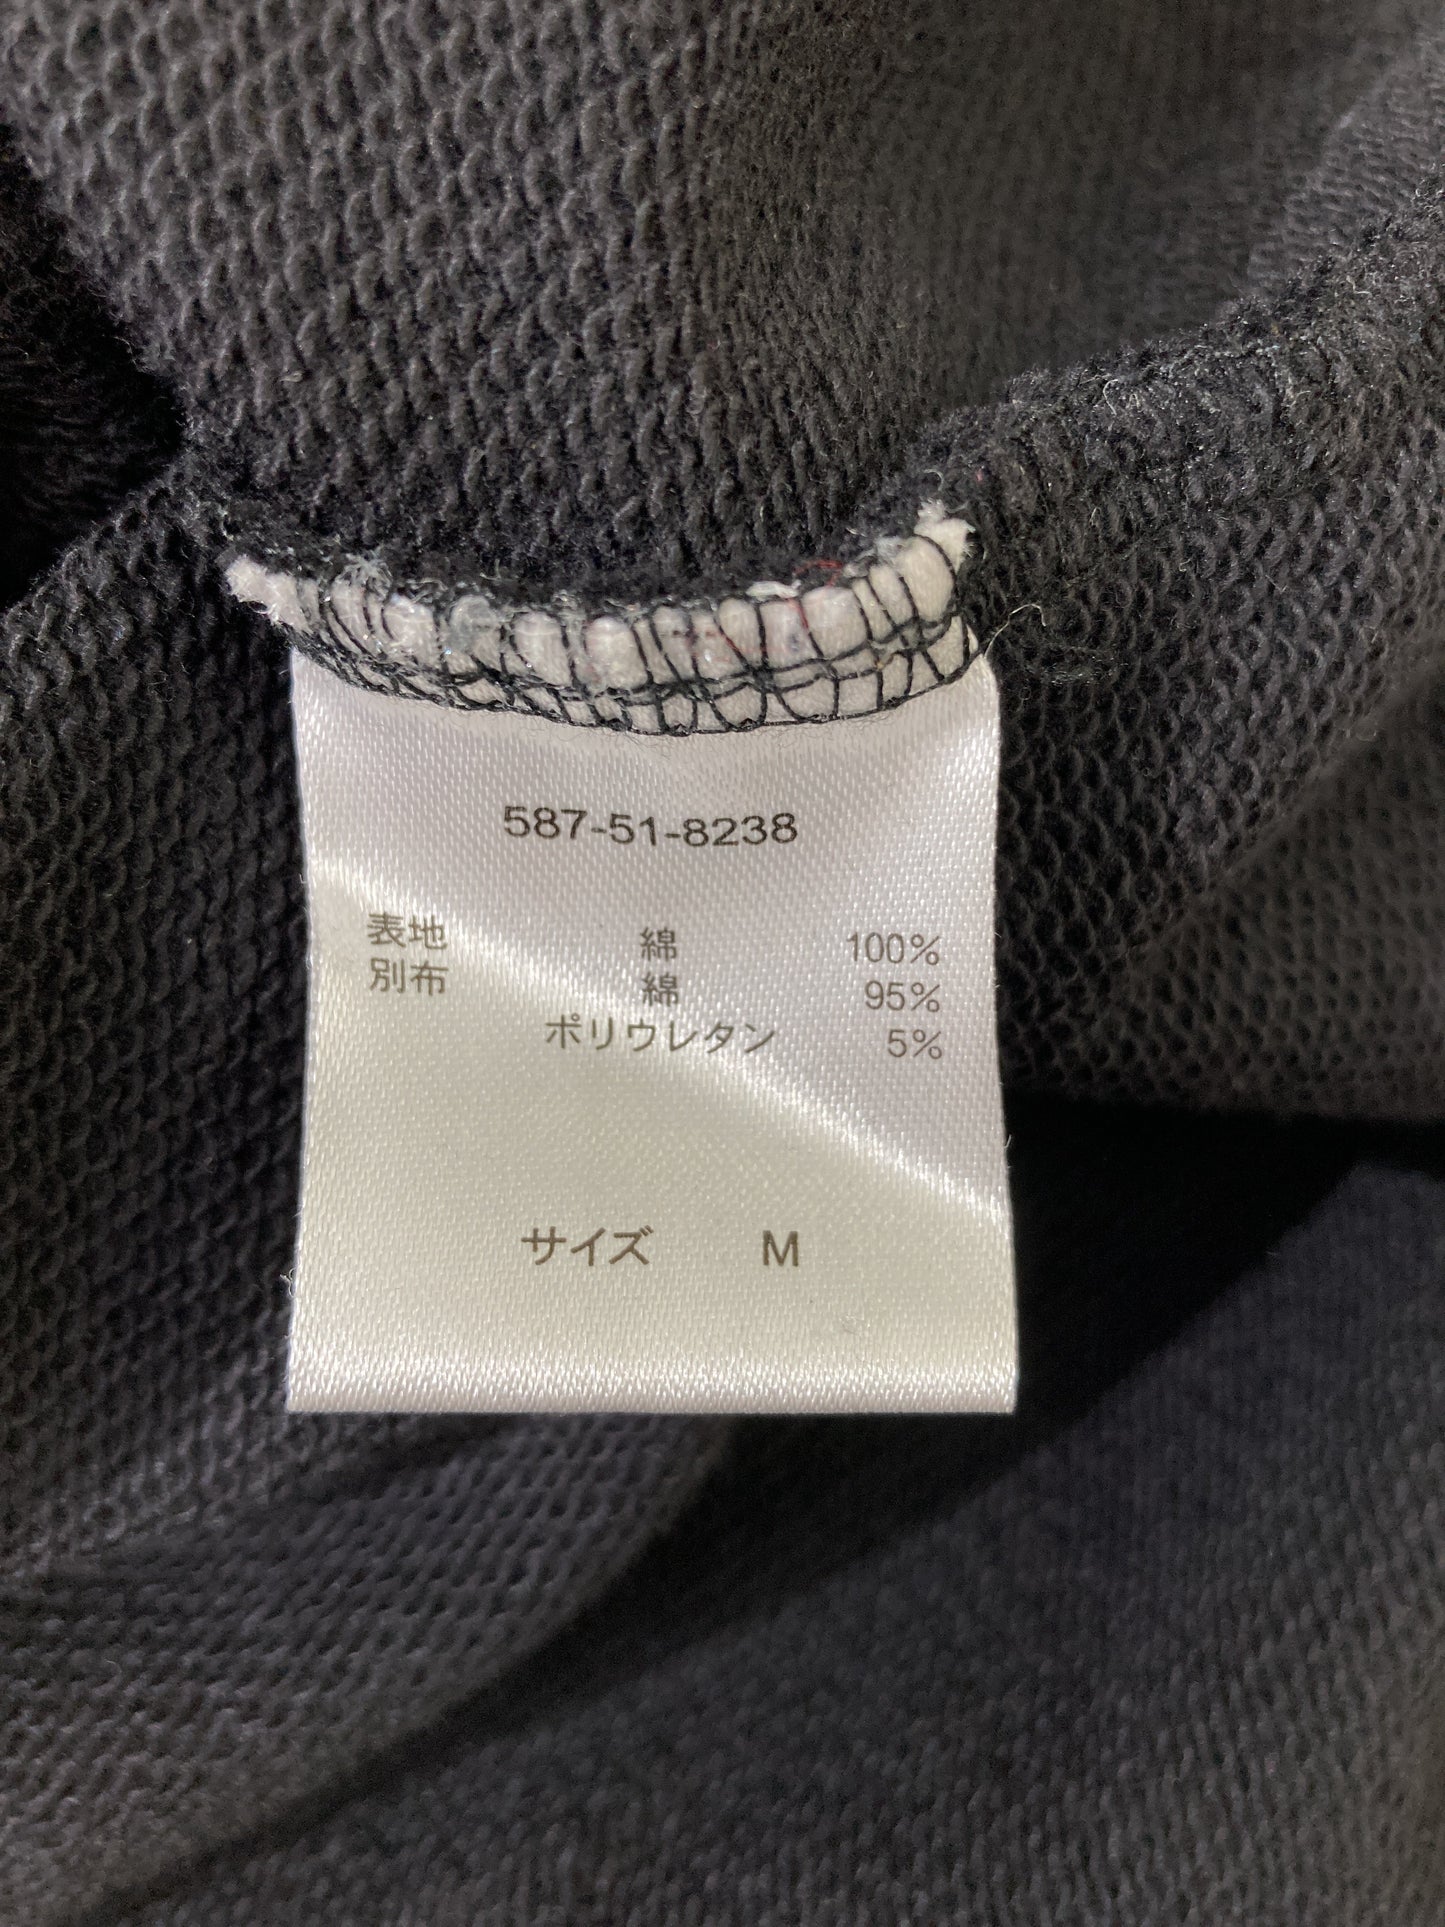 587-51-8238
表地 綿 100%
別布 綿 95%
ポリウレタン 5%
サイズ M